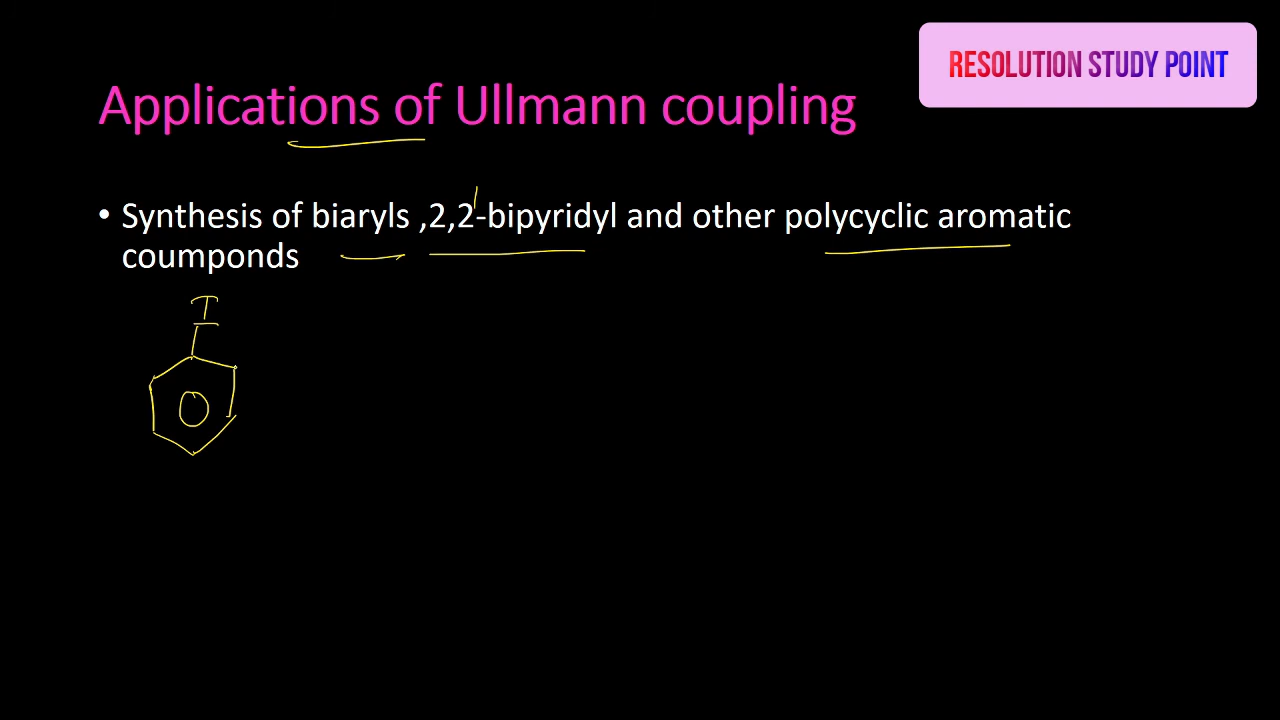 RESOLUTION STUDY POINT
Applications of Ullmann coupling
• Synthesis of biaryls ,2,2'-bipyridyl and other polycyclic aromatic
coumponds
I